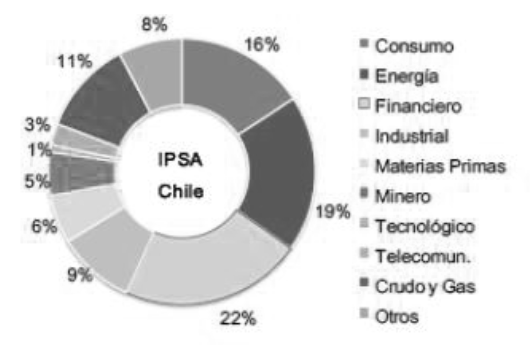 8%
16%
11%
3%
1%
5%
6%
9%
22%
19%
IPSA
Chile
Consumo
Energía
Financiero
Industrial
Materias Primas
Minero
Tecnológico
Telecomun.
Crudo y Gas
Otros